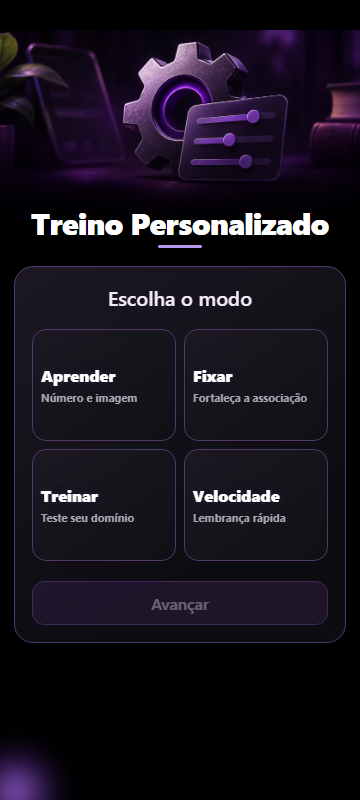 Treino Personalizado
Escolha o modo
Aprender
Número e imagem
Fixar
Fortaleça a associação
Treinar
Teste seu domínio
Velocidade
Lembrança rápida
Avançar